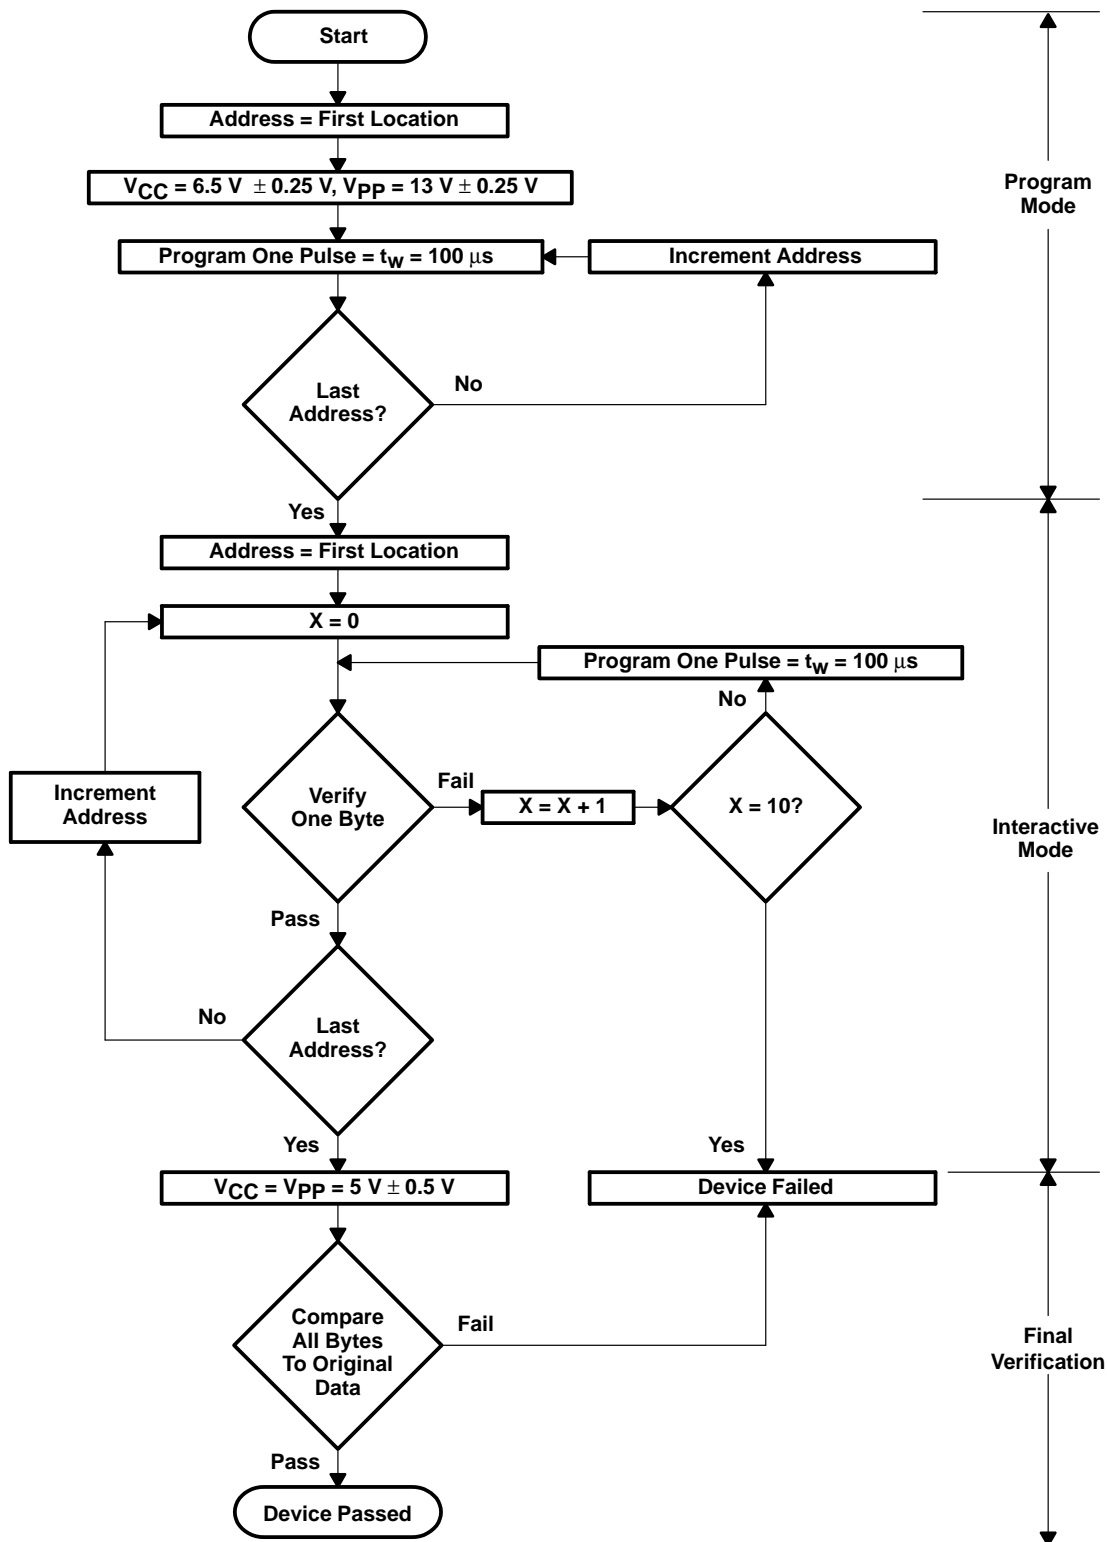 Start
Address = First Location
VCC = 6.5 V ± 0.25 V, VPP = 13 V ± 0.25 V
Program
Mode
Program One Pulse = tw = 100 μs
Increment Address
Last
Address?
No
Yes
Address = First Location
X = 0
Program One Pulse = tw = 100 μs
No
Increment
Address
Verify
One Byte
Fail
X = X + 1
X = 10?
Interactive
Mode
Pass
No
Last
Address?
Yes
Yes
VCC = VPP = 5 V ± 0.5 V
Device Failed
Compare
All Bytes
To Original
Data
Fail
Final
Verification
Pass
Device Passed